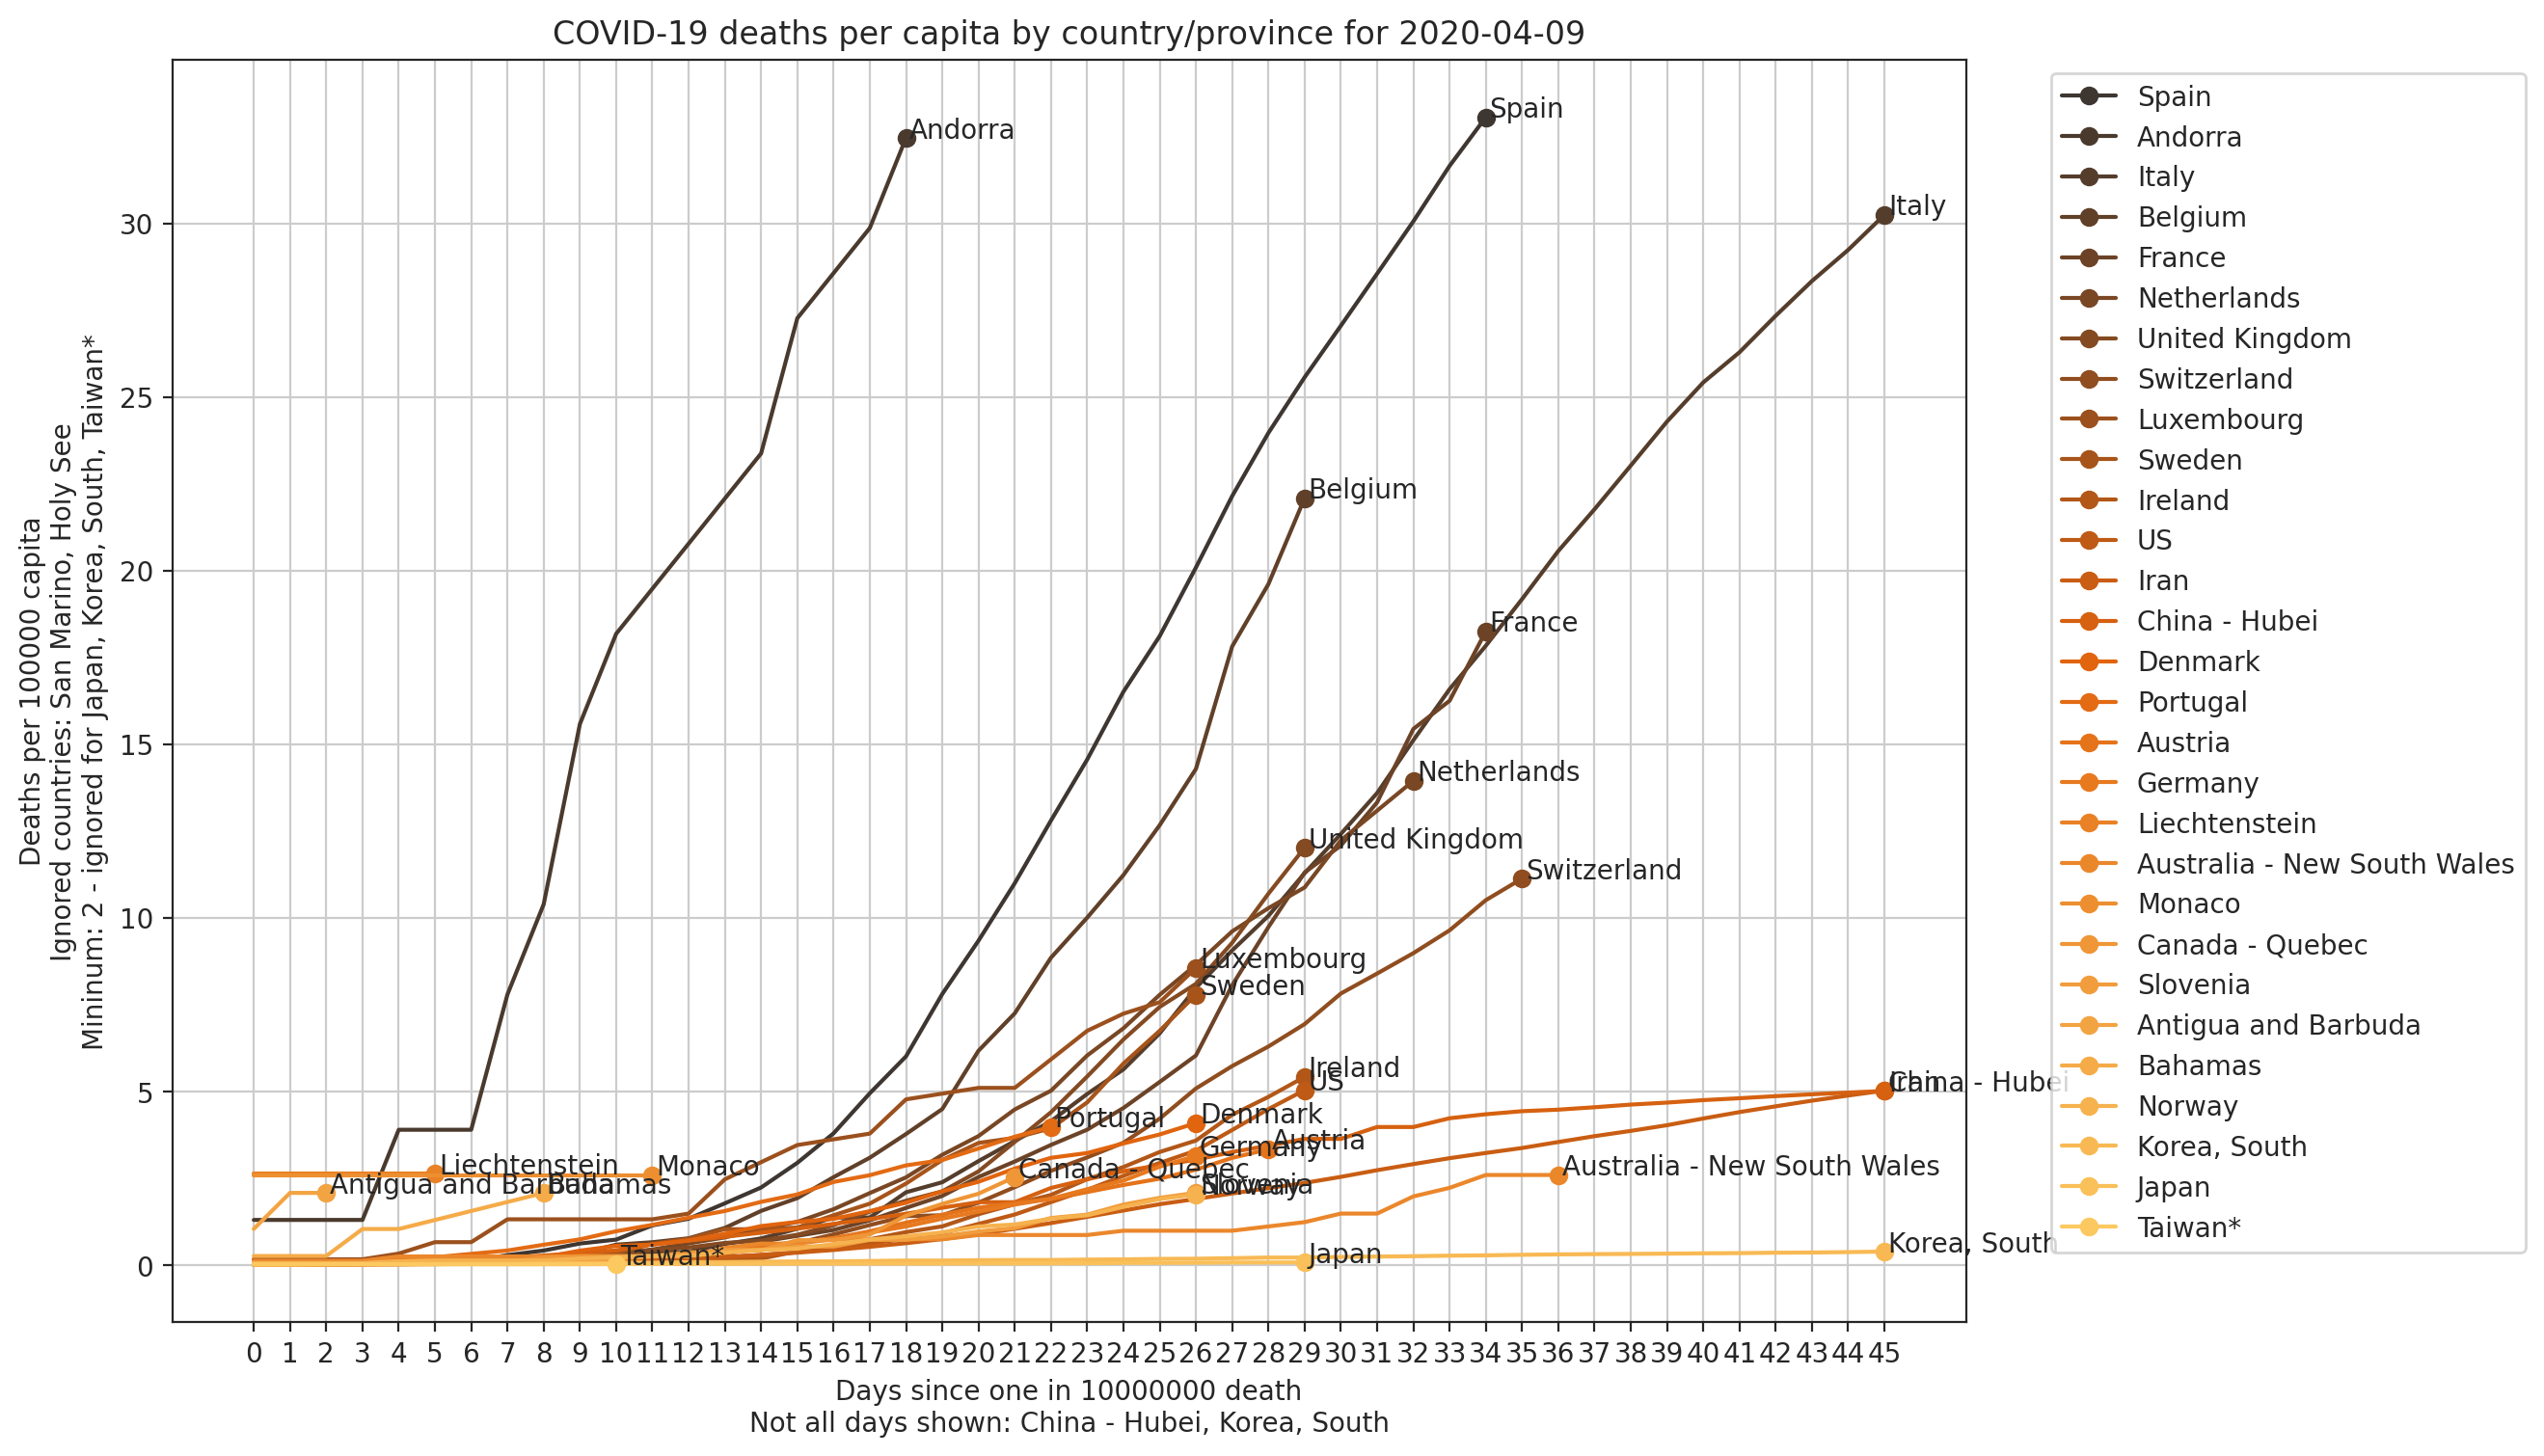 COVID-19 deaths per capita by country/province for 2020-04-09
Deaths per 100000 capita
Ignored countries: San Marino, Holy See
Mininum: 2 - ignored for Japan, Korea, South, Taiwan*
30
25
20
15
10
5
0
Andorra
Spain
Italy
Belgium
France
Netherlands
United Kingdom
Switzerland
Luxembourg
Sweden
Ireland
US
Iran
China - Hubei
Portugal
Denmark
Germany
Austria
Liechtenstein
Monaco
Canada - Quebec
Australia - New South Wales
Antigua and Barbuda
Bahamas
Slovenia
Norway
Taiwan*
Japan
Korea, South
0 1 2 3 4 5 6 7 8 9 10 11 12 13 14 15 16 17 18 19 20 21 22 23 24 25 26 27 28 29 30 31 32 33 34 35 36 37 38 39 40 41 42 43 44 45
Days since one in 10000000 death
Not all days shown: China - Hubei, Korea, South
Spain
Andorra
Italy
Belgium
France
Netherlands
United Kingdom
Switzerland
Luxembourg
Sweden
Ireland
US
Iran
China - Hubei
Denmark
Portugal
Austria
Germany
Liechtenstein
Australia - New South Wales
Monaco
Canada - Quebec
Slovenia
Antigua and Barbuda
Bahamas
Norway
Korea, South
Japan
Taiwan*